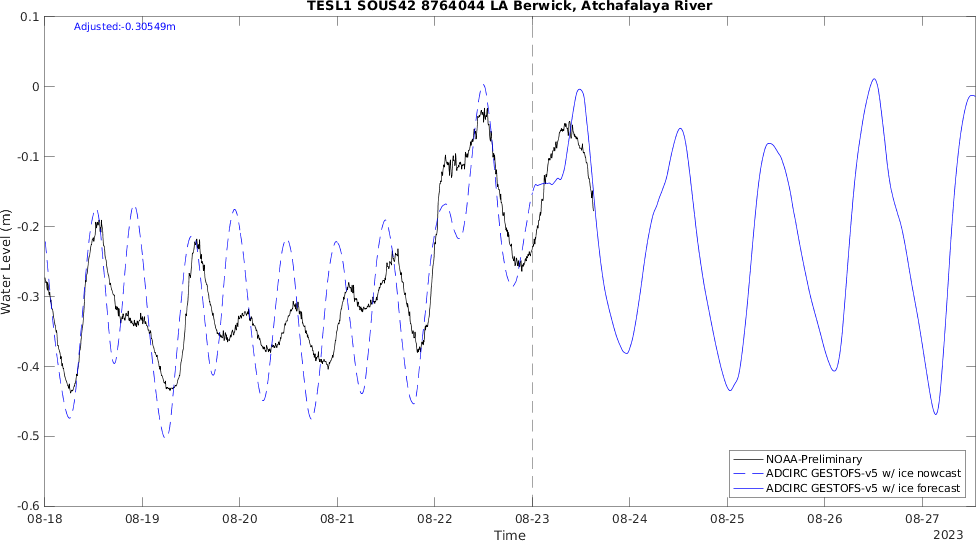 TESL1 SOUS42 8764044 LA Berwick, Atchafalaya River
Adjusted:-0.30549m
0.1
0
-0.1
-0.2
-0.3
-0.4
-0.5
-0.6
Water Level (m)
NOAA-Preliminary
ADCIRC GESTOFS-v5 w/ ice nowcast
ADCIRC GESTOFS-v5 w/ ice forecast
08-18 08-19 08-20 08-21 08-22 08-23 08-24 08-25 08-26 08-27
Time
2023